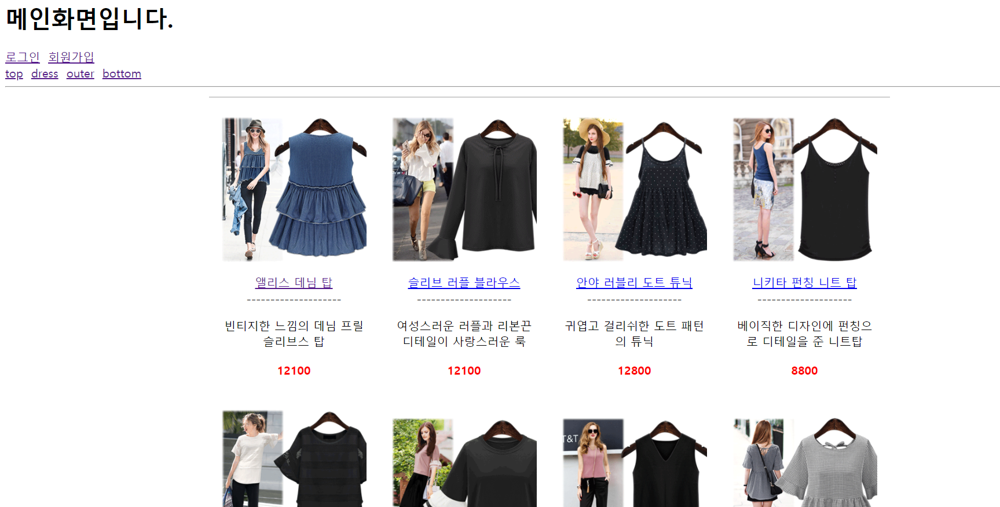 메인화면입니다.
로그인 회원가입
top dress outer bottom
앨리스 데님 탑
--------------------
빈티지한 느낌의 데님 프릴
슬리브스 탑
12100
슬리브 러플 블라우스
--------------------
여성스러운 러플과 리본끈
디테일이 사랑스러운 룩
12100
안야 러블리 도트 튜닉
--------------------
귀엽고 걸리쉬한 도트 패턴
의 튜닉
12800
니키타 펀칭 니트 탑
--------------------
베이직한 디자인에 펀칭으
로 디테일을 준 니트탑
8800
T&T